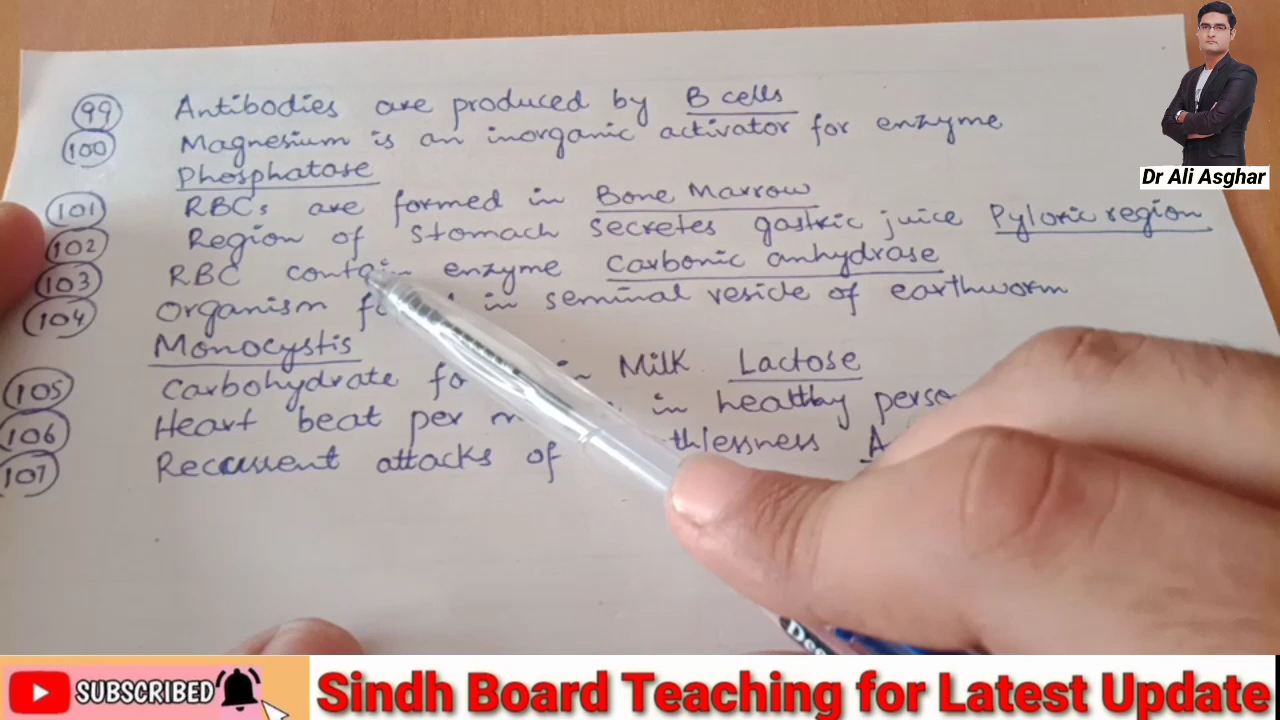 Dr Ali Asghar
99 Antibodies are produced by B cells
100 Magnesium is an inorganic activator for enzyme
Phosphatase
101 RBCs are formed in Bone Marrow
102 Region of stomach secretes gastric juice Pyloric region
103 RBC contain enzyme Carbonic anhydrase
104 Organism in seminal vesicle of earthworm
Monocystis
105 Carbohydrate in Milk Lactose
106 Heart beat per in healthy
107 Recurrent attacks of
SUBSCRIBED
Sindh Board Teaching for Latest Update